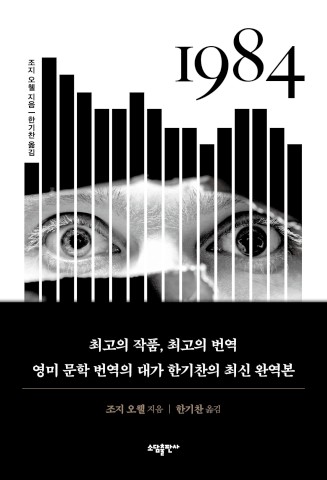 1984
조지 오웰 지음 | 한기찬 옮김
최고의 작품, 최고의 번역
영미 문학 번역의 대가 한기찬의 최신 완역본
조지 오웰 지음 | 한기찬 옮김
소담출판사